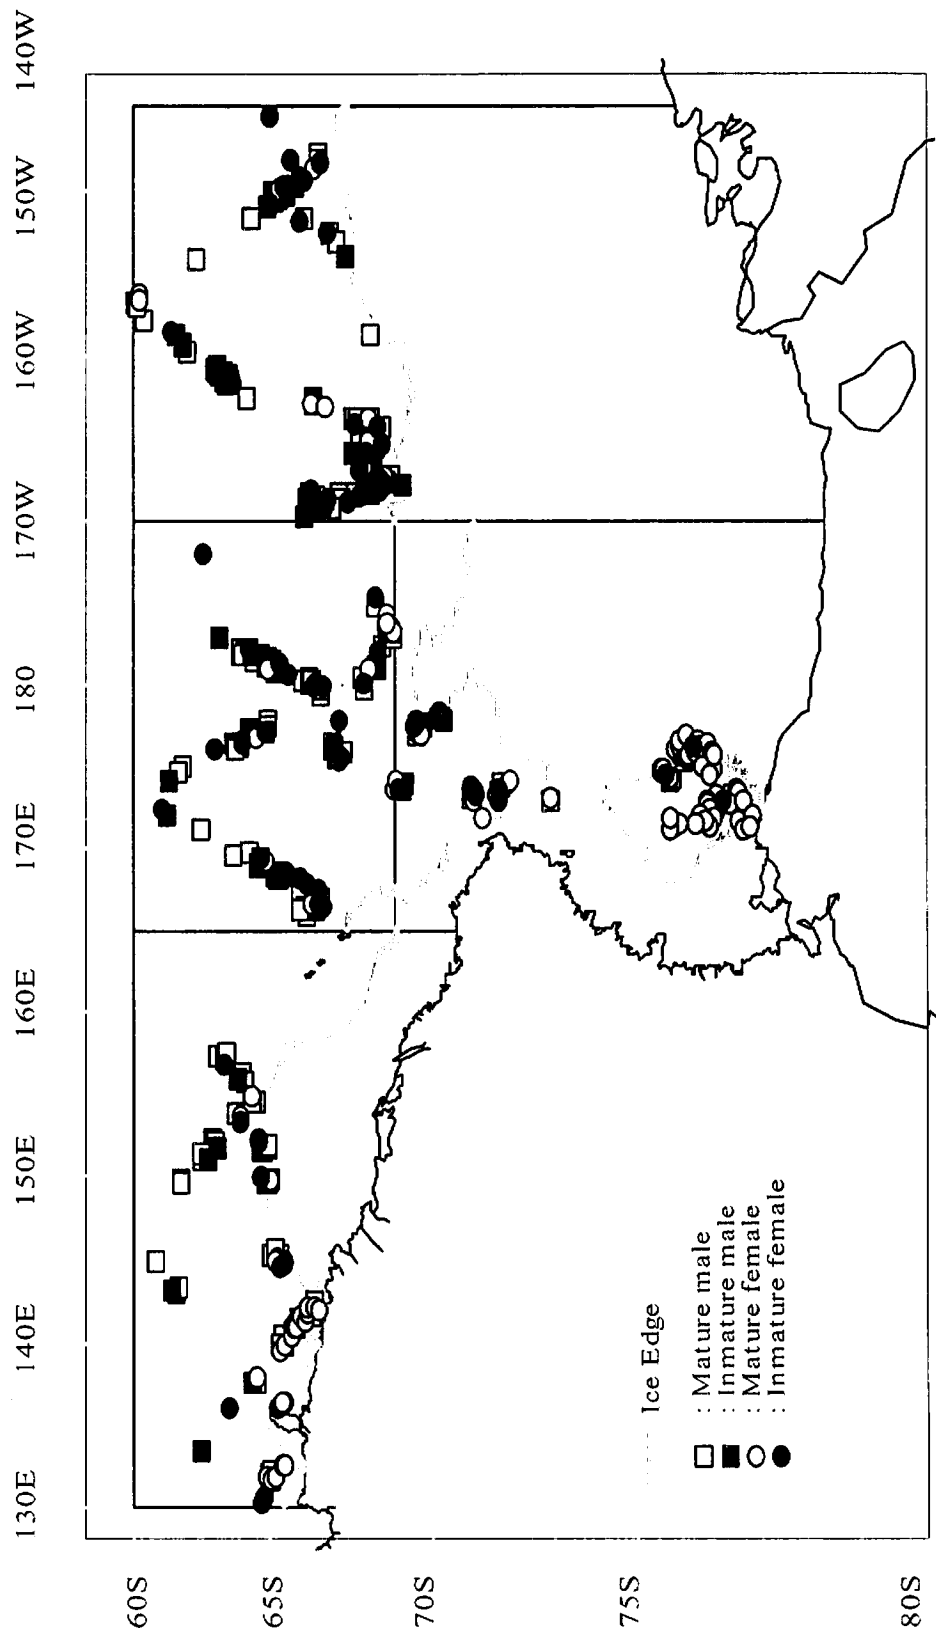 130E 140E 150E 160E 170E 180 170W 160W 150W 140W
60S
65S
70S
75S
80S
Ice Edge
: Mature male
: Inmature male
: Mature female
: Inmature female